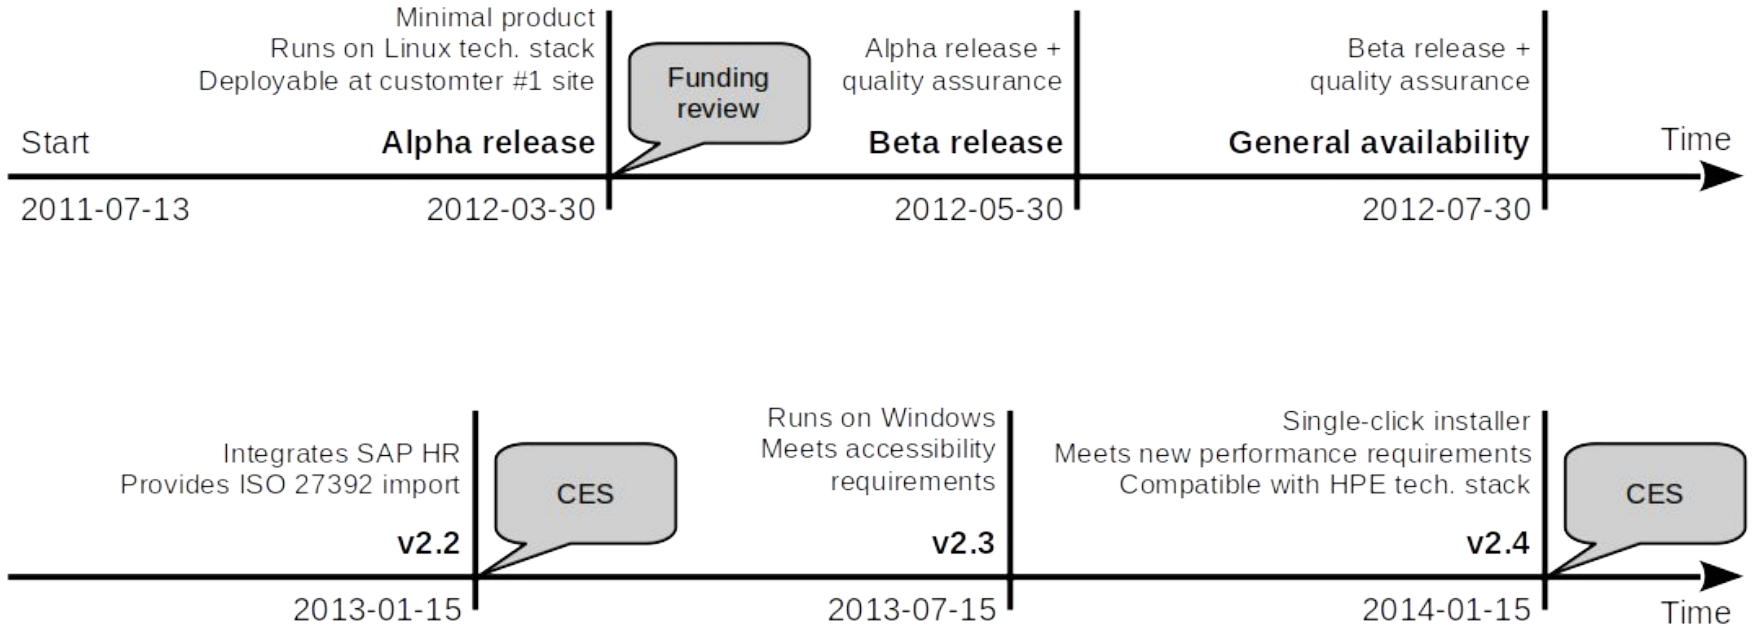 Minimal product
Runs on Linux tech. stack
Deployable at customter #1 site
Alpha release
Funding
review
Alpha release +
quality assurance
Beta release
Beta release +
quality assurance
General availability
Start
Time
2011-07-13
2012-03-30
2012-05-30
2012-07-30
Integrates SAP HR
Provides ISO 27392 import
v2.2
CES
Runs on Windows
Meets accessibility
requirements
v2.3
Single-click installer
Meets new performance requirements
Compatible with HPE tech. stack
v2.4
CES
2013-01-15
2013-07-15
2014-01-15
Time